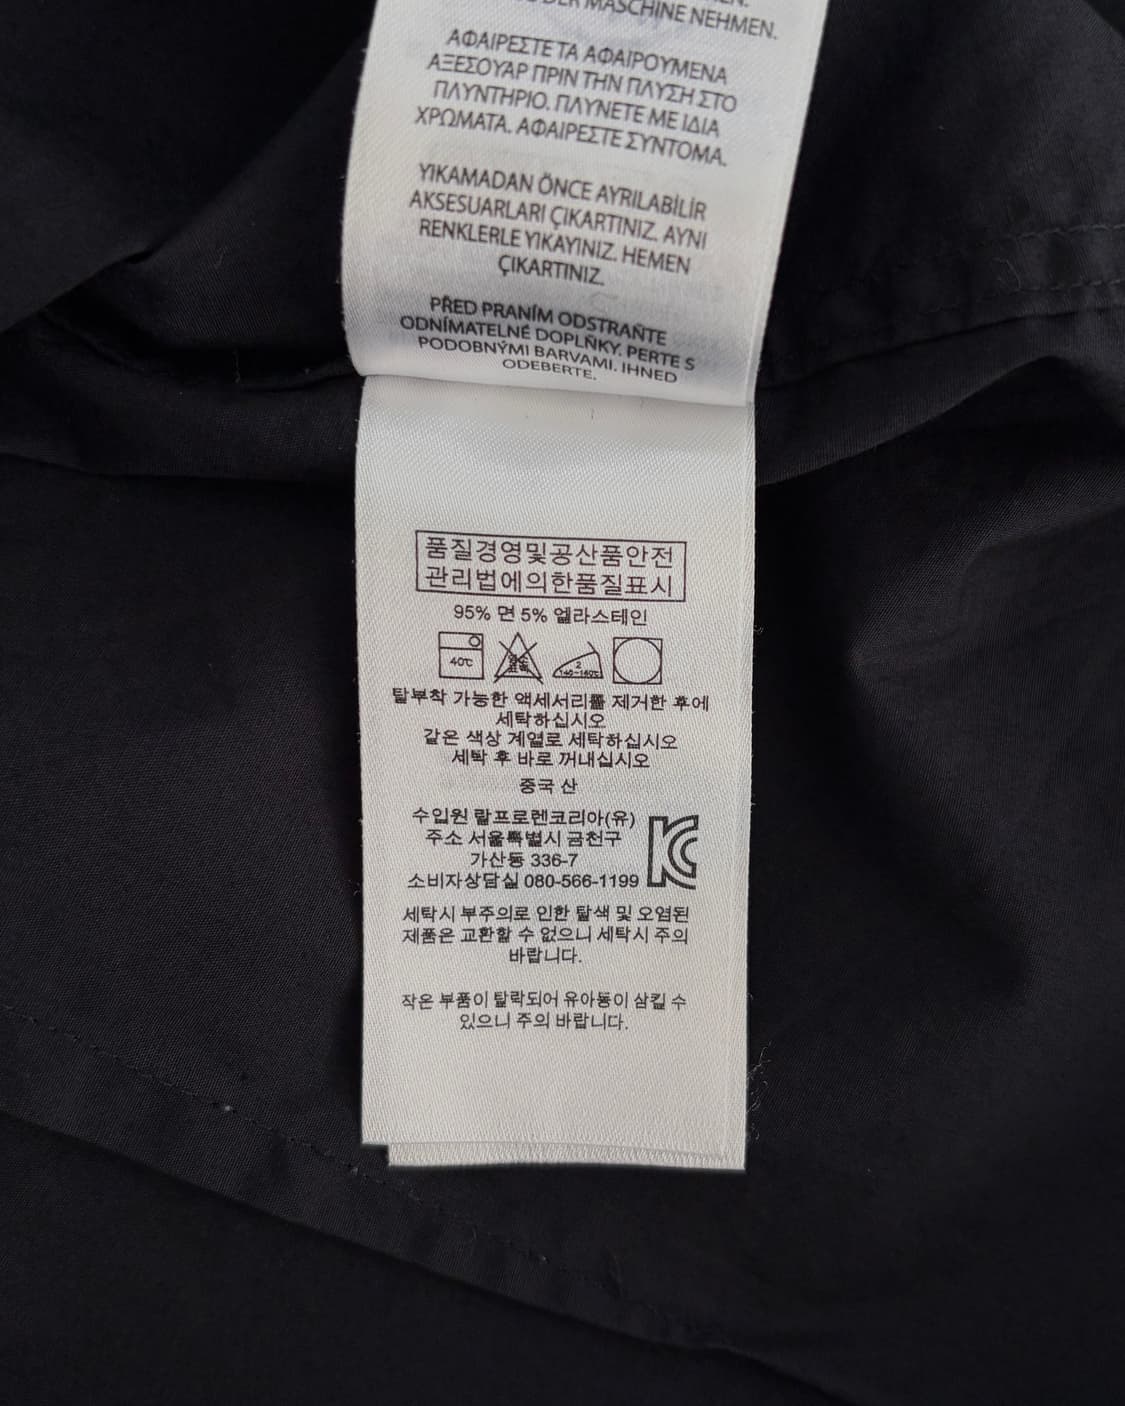 DER MASCHINE NEHMEN.
ΑΦΑΙΡΕΣΤΕ ΤΑ ΑΦΑΙΡΟΥΜΕΝΑ
ΑΞΕΣΟΥΑΡ ΠΡΙΝ ΤΗΝ ΠΛΥΣΗ ΣΤΟ
ΠΛΥΝΤΗΡΙΟ. ΠΛΥΝΕΤΕ ΜΕ ΙΔΙΑ
ΧΡΩΜΑΤΑ. ΑΦΑΙΡΕΣΤΕ ΣΥΝΤΟΜΑ.
YIKAMADAN ÖNCE AYRILABİLİR
AKSESUARLARI ÇIKARTINIZ. AYNI
RENKLERLE YIKAYINIZ. HEMEN
ÇIKARTINIZ.
PŘED PRANÍM ODSTRAŇTE
ODNÍMATELNÉ DOPLŇKY. PERTE S
PODOBNÝMI BARVAMI. IHNED
ODEBERTE.
품질경영및공산품안전
관리법에의한품질표시
95% 면 5% 엘라스테인
40℃ 염소 2 140~160℃
탈부착 가능한 액세서리를 제거한 후에
세탁하십시오
같은 색상 계열로 세탁하십시오
세탁 후 바로 꺼내십시오
중국 산
수입원 랄프로렌코리아(유)
주소 서울특별시 금천구
가산동 336-7
소비자상담실 080-566-1199
세탁시 부주의로 인한 탈색 및 오염된
제품은 교환할 수 없으니 세탁시 주의
바랍니다.
작은 부품이 탈락되어 유아동이 삼킬 수
있으니 주의 바랍니다.